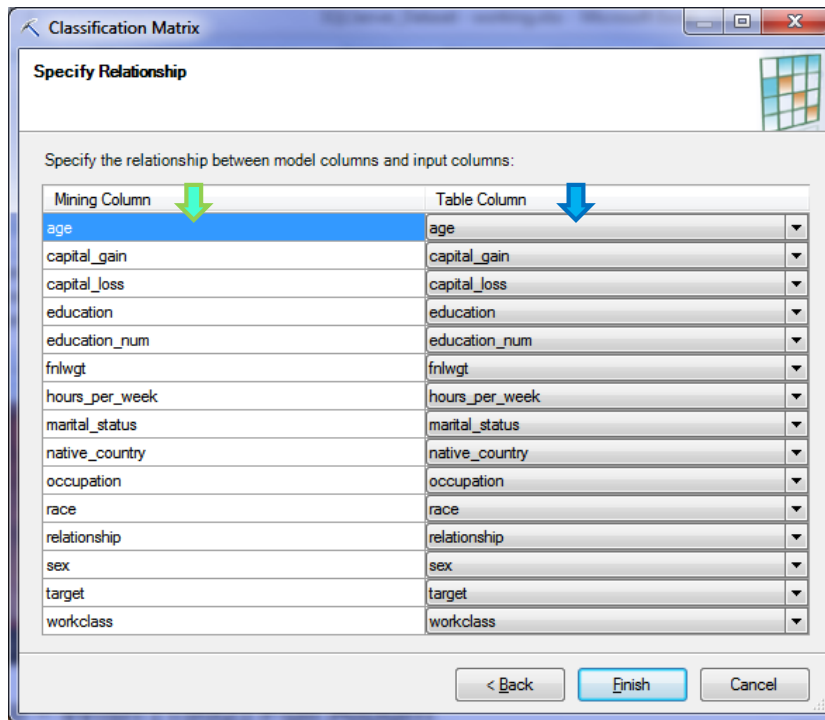 Classification Matrix
Specify Relationship
Specify the relationship between model columns and input columns:
Mining Column Table Column
age age
capital_gain capital_gain
capital_loss capital_loss
education education
education_num education_num
fnlwgt fnlwgt
hours_per_week hours_per_week
marital_status marital_status
native_country native_country
occupation occupation
race race
relationship relationship
sex sex
target target
workclass workclass
< Back Finish Cancel